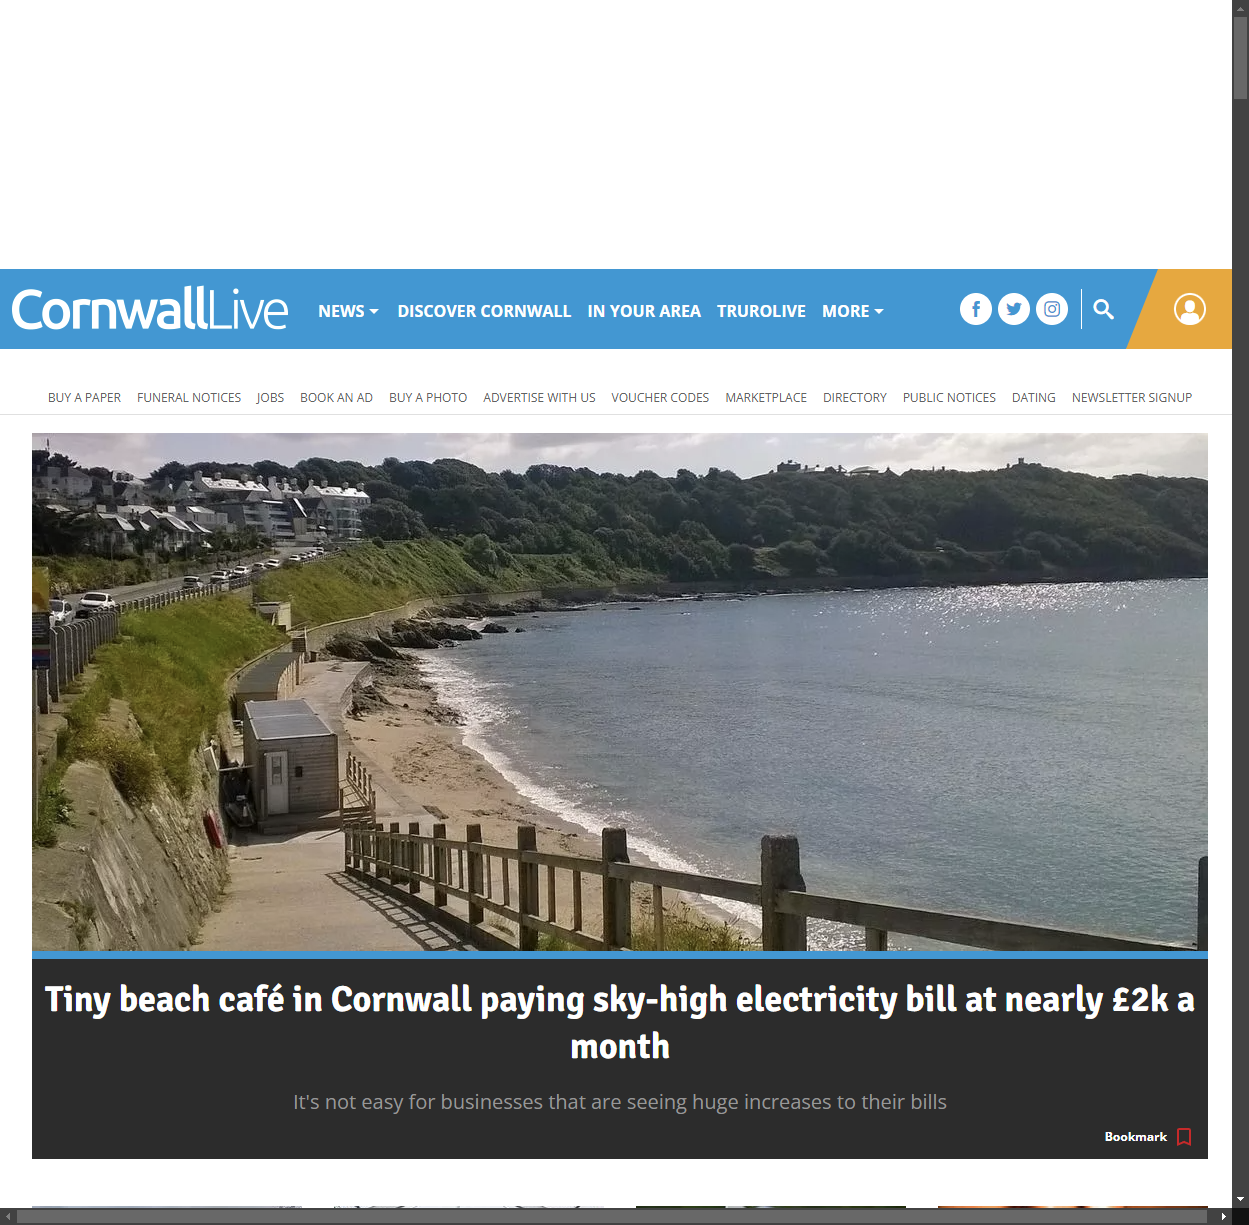 CornwallLive NEWS DISCOVER CORNWALL IN YOUR AREA TRUROLIVE MORE
BUY A PAPER FUNERAL NOTICES JOBS BOOK AN AD BUY A PHOTO ADVERTISE WITH US VOUCHER CODES MARKETPLACE DIRECTORY PUBLIC NOTICES DATING NEWSLETTER SIGNUP
Tiny beach café in Cornwall paying sky-high electricity bill at nearly £2k a
month
It's not easy for businesses that are seeing huge increases to their bills
Bookmark